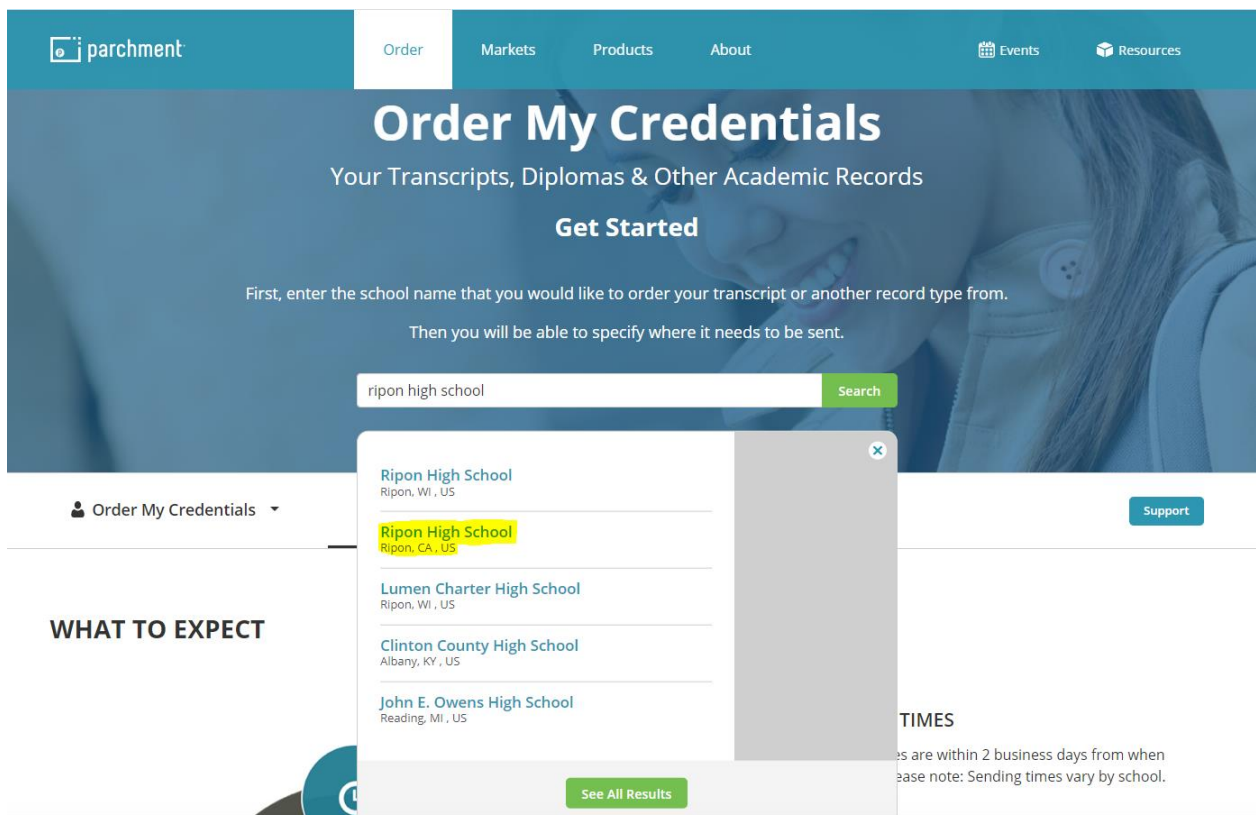 parchment
Order Markets Products About Events Resources
Order My Credentials
Your Transcripts, Diplomas & Other Academic Records
Get Started
First, enter the school name that you would like to order your transcript or another record type from.
Then you will be able to specify where it needs to be sent.
ripon high school Search
Ripon High School
Ripon, WI , US
Order My Credentials Support
Ripon High School
Ripon, CA , US
Lumen Charter High School
Ripon, WI , US
WHAT TO EXPECT
Clinton County High School
Albany, KY , US
John E. Owens High School
Reading, MI , US
TIMES
are within 2 business days from when
note: Sending times vary by school.
See All Results